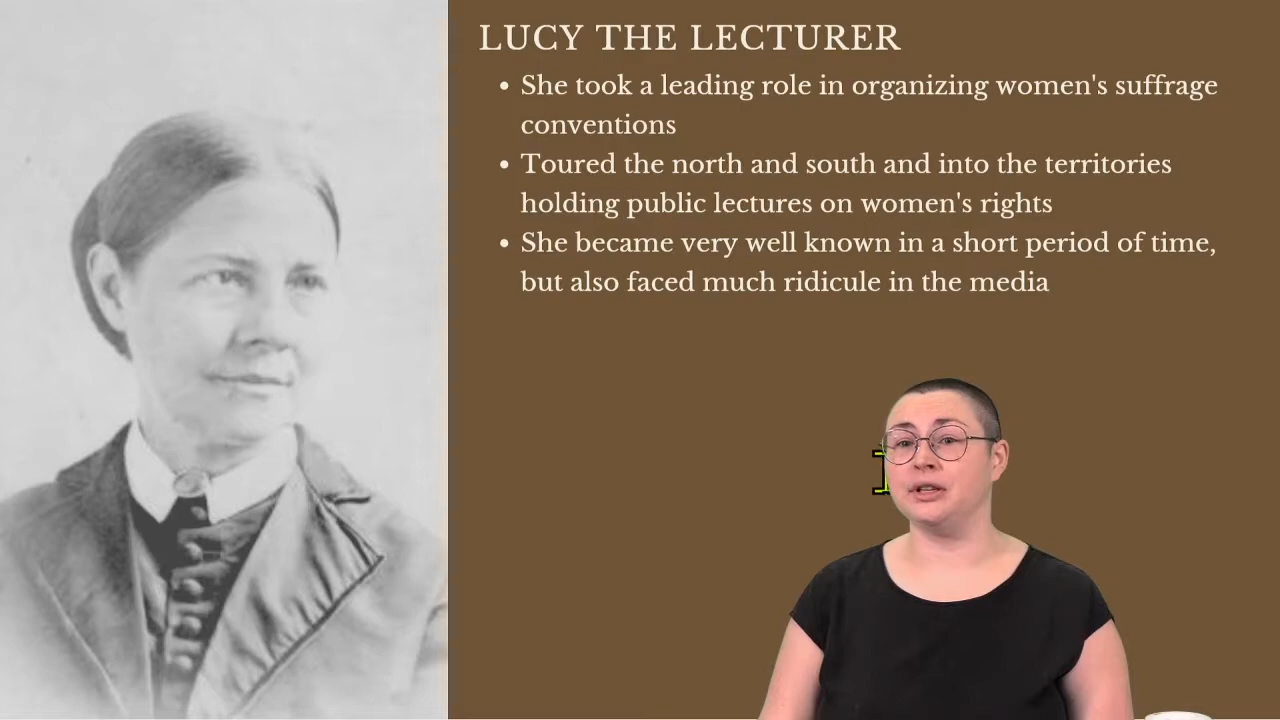 LUCY THE LECTURER
• She took a leading role in organizing women's suffrage
conventions
• Toured the north and south and into the territories
holding public lectures on women's rights
• She became very well known in a short period of time,
but also faced much ridicule in the media